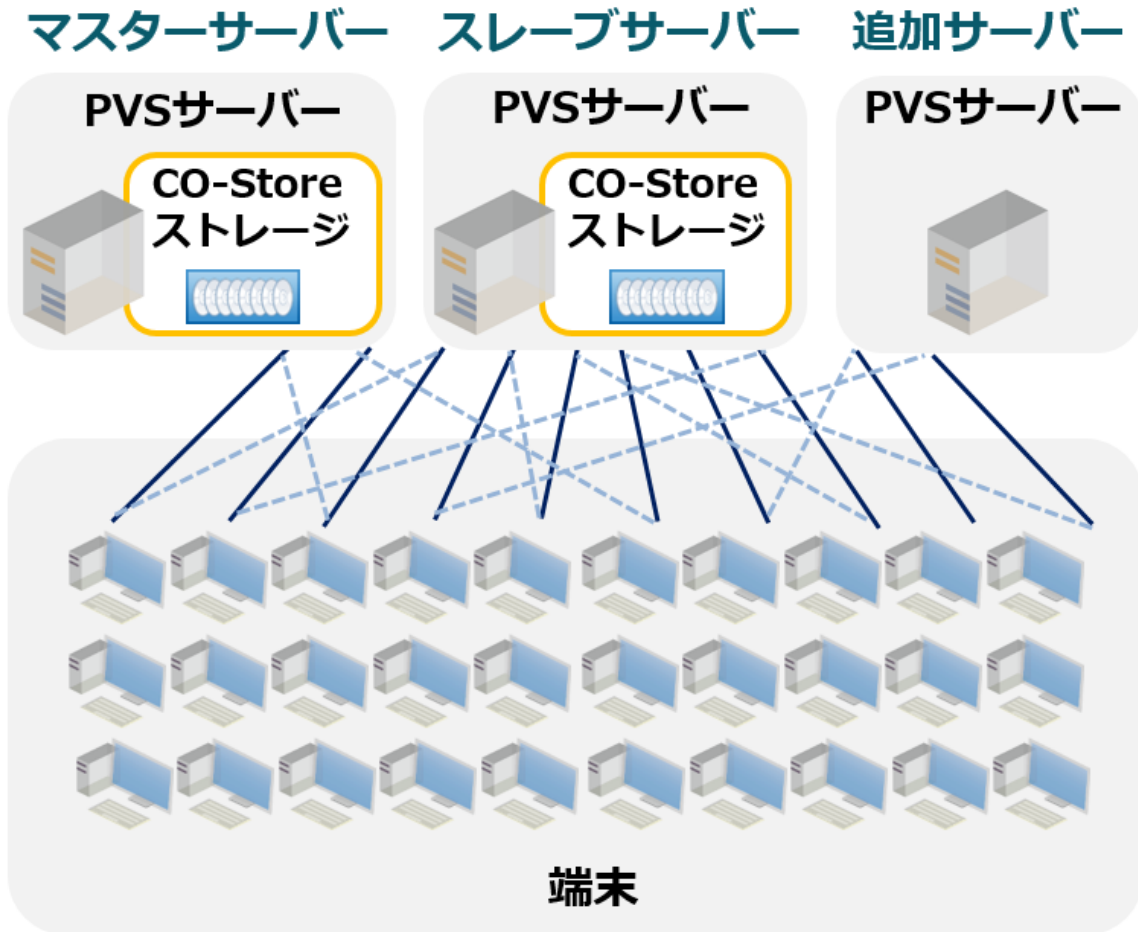 マスターサーバー
スレーブサーバー
追加サーバー
PVSサーバー
PVSサーバー
PVSサーバー
CO-Store
ストレージ
CO-Store
ストレージ
端末